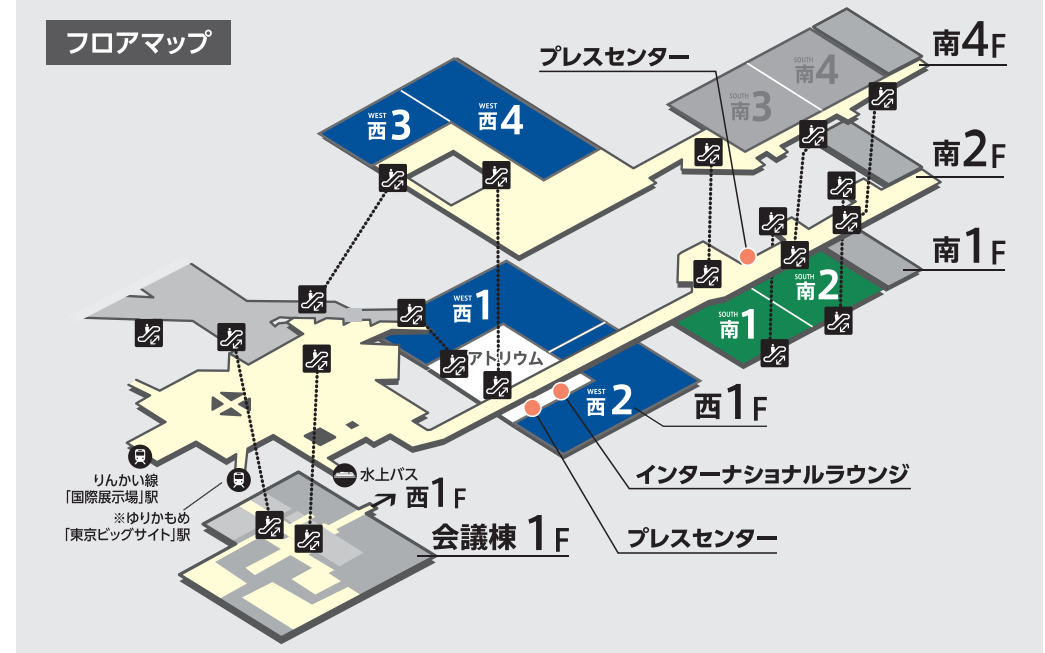 フロアマップ
プレスセンター
南4F
SOUTH
南4
SOUTH
南3
WEST
西3
WEST
西4
南2F
南1F
SOUTH
南2
SOUTH
南1
WEST
西1
アトリウム
WEST
西2
西1F
インターナショナルラウンジ
プレスセンター
りんかい線
「国際展示場」駅
水上バス
西1F
※ゆりかもめ
「東京ビッグサイト」駅
会議棟 1F